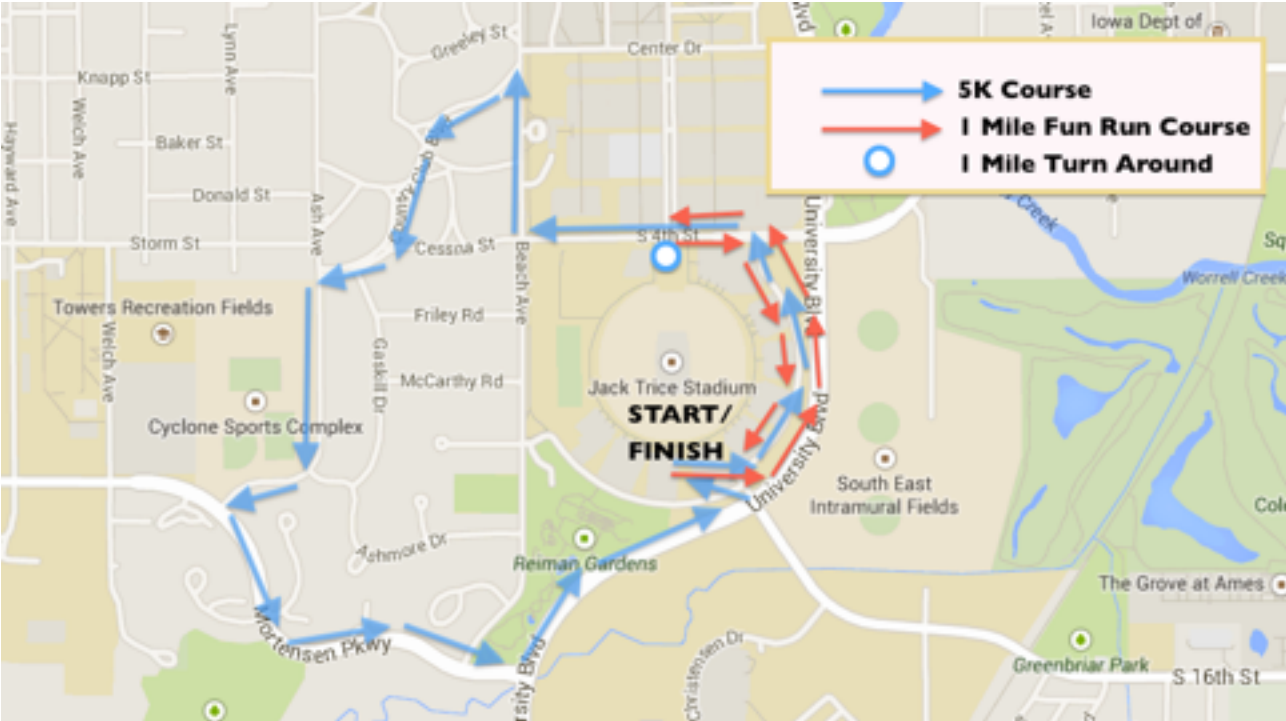 Greeley St
Center Dr
Iowa Dept of
Knapp St
Lynn Ave
Welch Ave
Hayward Ave
Baker St
Donald St
Ash Ave
Storm St
Cessna St
Beach Ave
S 4th St
5K Course
1 Mile Fun Run Course
1 Mile Turn Around
University Blvd
Creek
Worrell Creek
Towers Recreation Fields
Welch Ave
Friley Rd
Gaskill Dr
McCarthy Rd
Cyclone Sports Complex
Jack Trice Stadium
START/
FINISH
University Blvd
South East
Intramural Fields
Ashmore Dr
Reiman Gardens
Mortensen Pkwy
rsity Blvd
Christensen Dr
The Grove at Ames
Greenbriar Park
S 16th St